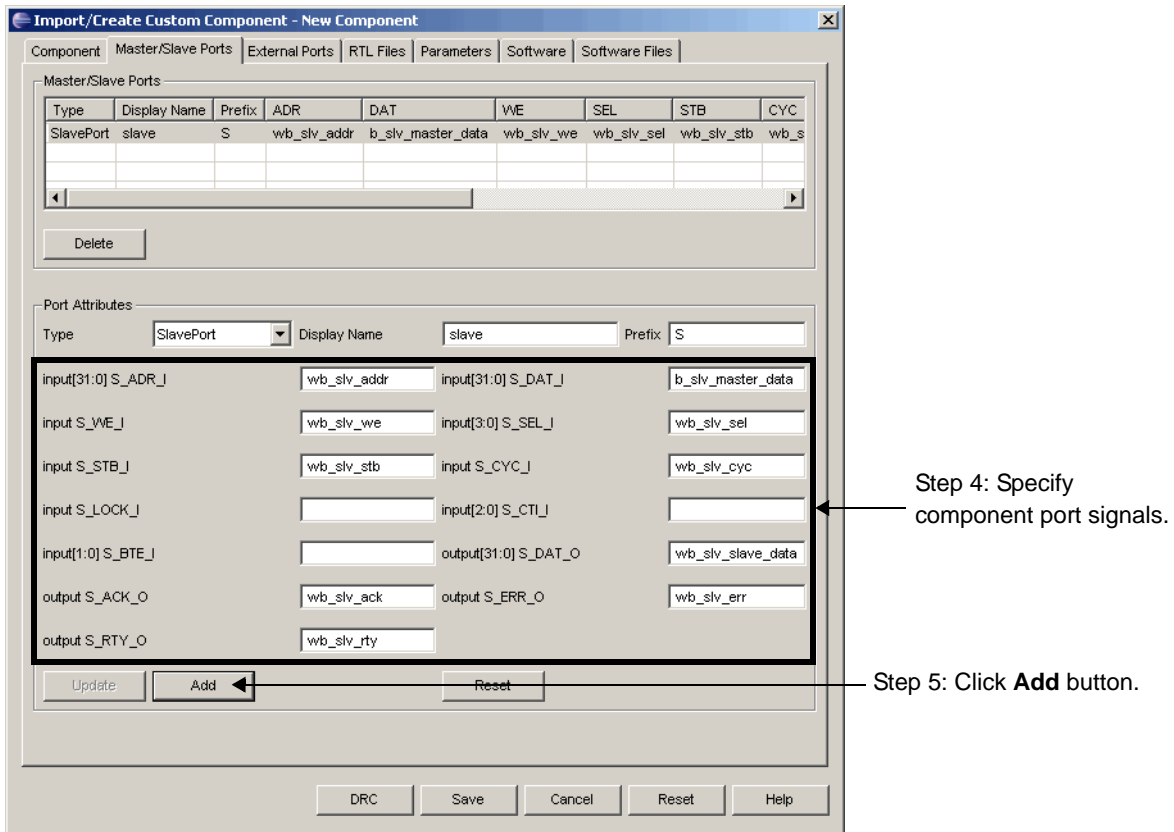 Import/Create Custom Component - New Component
Component Master/Slave Ports External Ports RTL Files Parameters Software Software Files
Master/Slave Ports
Type Display Name Prefix ADR DAT WE SEL STB CYC
SlavePort slave S wb_slv_addr b_slv_master_data wb_slv_we wb_slv_sel wb_slv_stb wb_s
Delete
Port Attributes
Type SlavePort Display Name slave Prefix S
input[31:0] S_ADR_I wb_slv_addr input[31:0] S_DAT_I b_slv_master_data
input S_WE_I wb_slv_we input[3:0] S_SEL_I wb_slv_sel
input S_STB_I wb_slv_stb input S_CYC_I wb_slv_cyc
input S_LOCK_I input[2:0] S_CTI_I
Step 4: Specify
component port signals.
input[1:0] S_BTE_I output[31:0] S_DAT_O wb_slv_slave_data
output S_ACK_O wb_slv_ack output S_ERR_O wb_slv_err
output S_RTY_O wb_slv_rty
Update Add Reset
Step 5: Click Add button.
DRC Save Cancel Reset Help